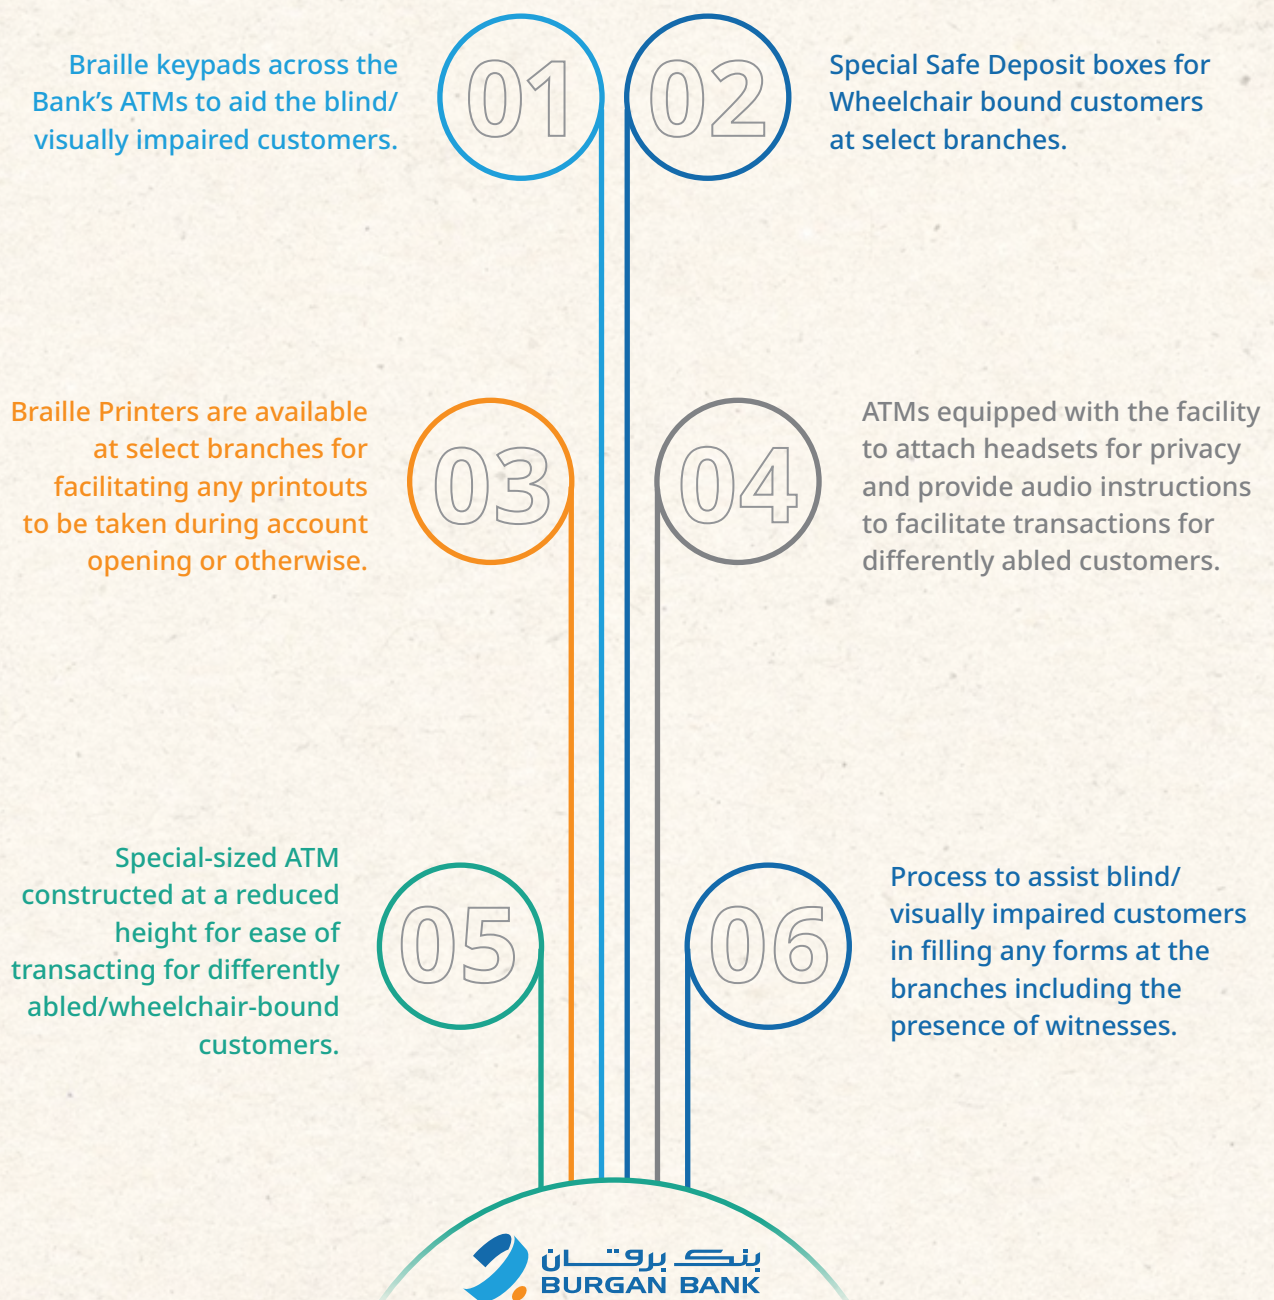 Braille keypads across the
Bank’s ATMs to aid the blind/
visually impaired customers.
01
02
Special Safe Deposit boxes for
Wheelchair bound customers
at select branches.
Braille Printers are available
at select branches for
facilitating any printouts
to be taken during account
opening or otherwise.
03
04
ATMs equipped with the facility
to attach headsets for privacy
and provide audio instructions
to facilitate transactions for
differently abled customers.
Special-sized ATM
constructed at a reduced
height for ease of
transacting for differently
abled/wheelchair-bound
customers.
05
06
Process to assist blind/
visually impaired customers
in filling any forms at the
branches including the
presence of witnesses.
بنك برقان
BURGAN BANK